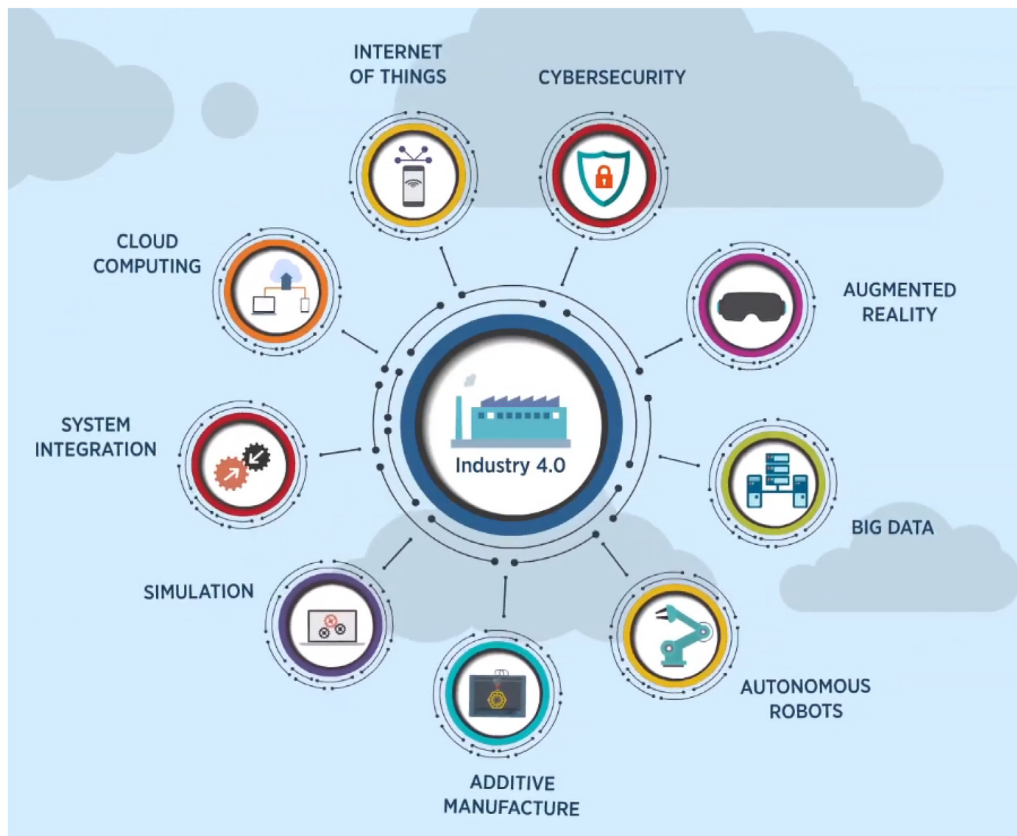 INTERNET
OF THINGS
CYBERSECURITY
CLOUD
COMPUTING
AUGMENTED
REALITY
SYSTEM
INTEGRATION
Industry 4.0
BIG DATA
SIMULATION
AUTONOMOUS
ROBOTS
ADDITIVE
MANUFACTURE